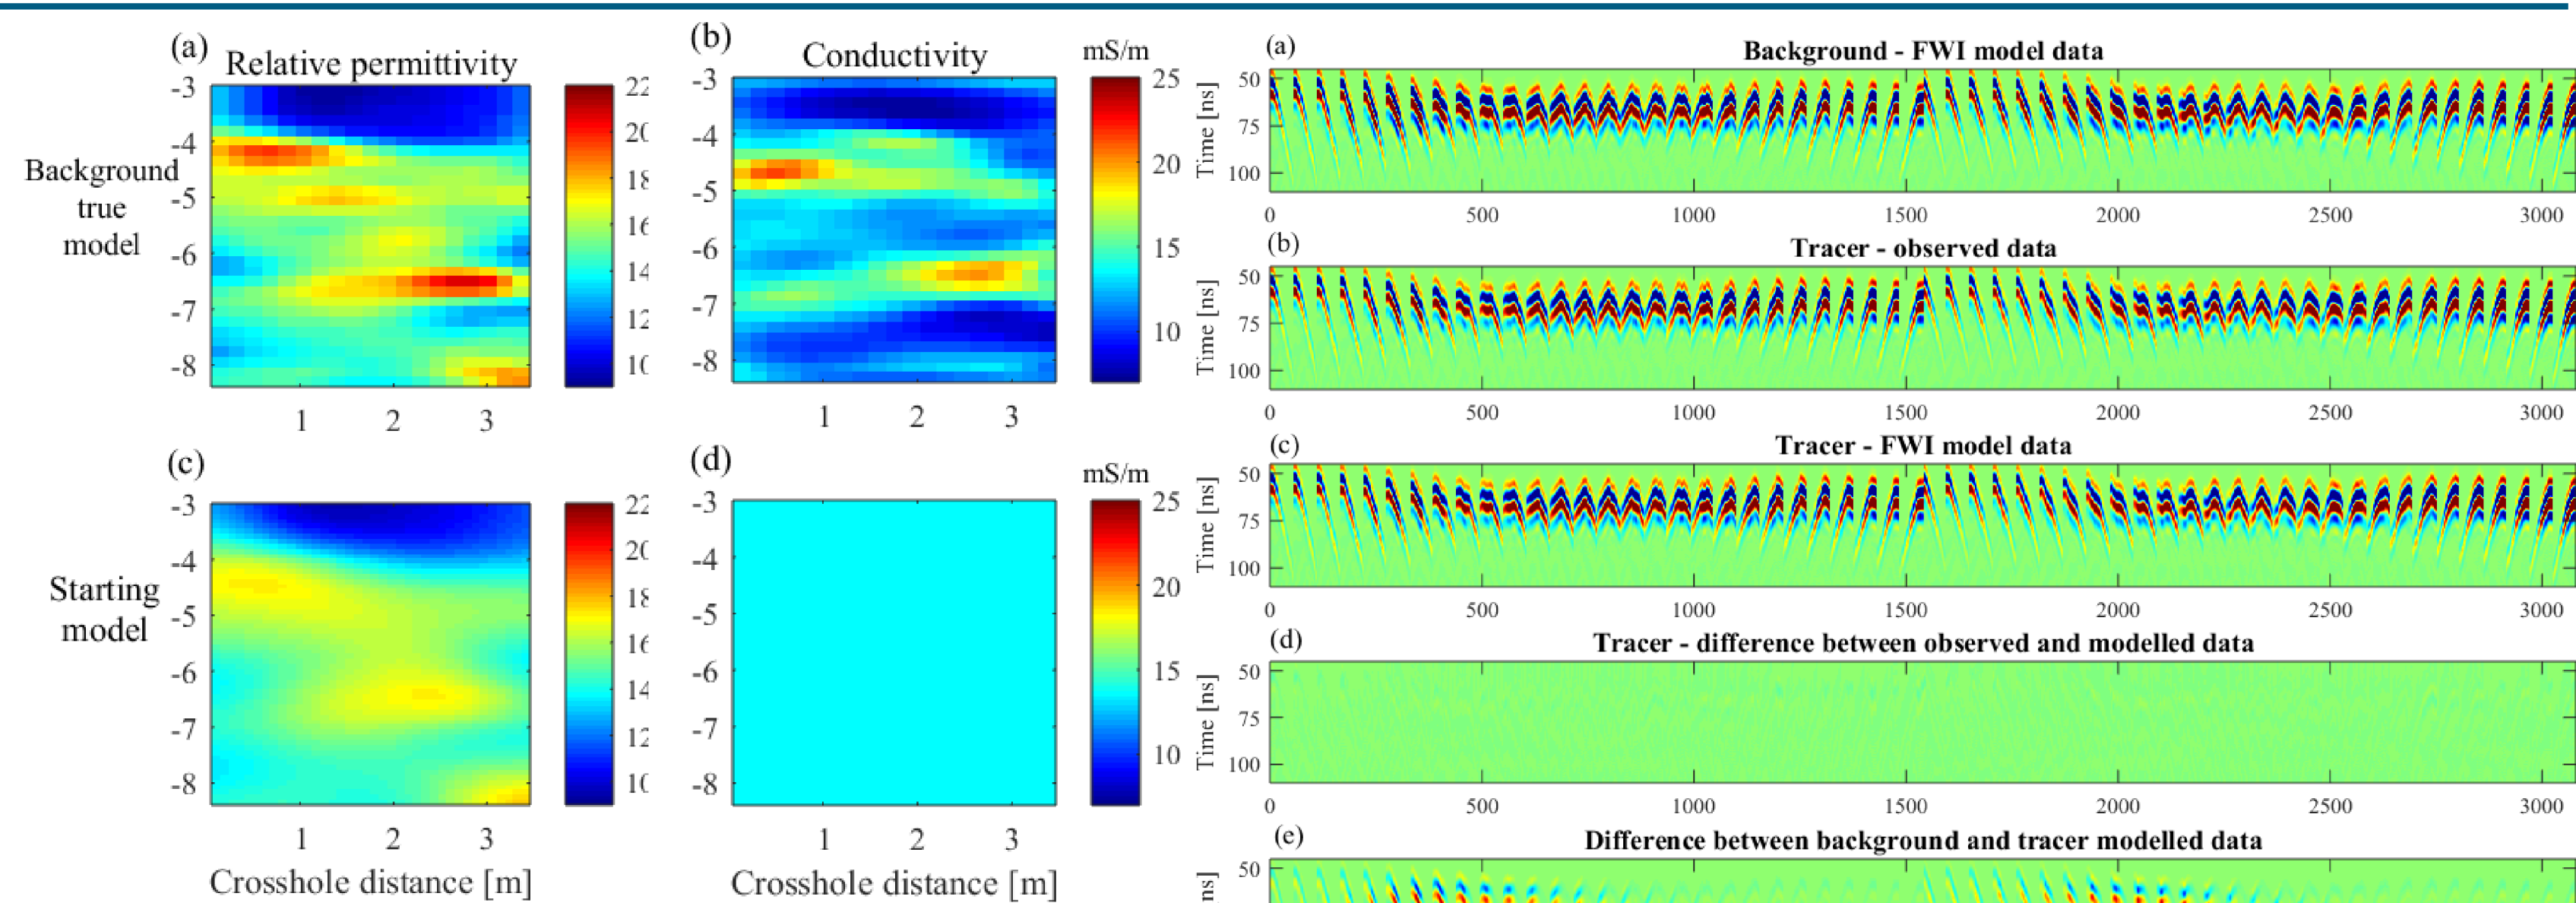 (a)
Relative permittivity
-3
-4
-5
-6
-7
-8
1 2 3
22
18
16
14
12
Background
true
model
(b)
Conductivity
mS/m
-3
-4
-5
-6
-7
-8
1 2 3
25
20
15
10
(c)
-3
-4
-5
-6
-7
-8
1 2 3
Crosshole distance [m]
22
18
16
14
12
Starting
model
(d)
mS/m
-3
-4
-5
-6
-7
-8
1 2 3
Crosshole distance [m]
25
20
15
10
(a)
Background - FWI model data
Time [ns]
50
75
100
0 500 1000 1500 2000 2500 3000
(b)
Tracer - observed data
Time [ns]
50
75
100
0 500 1000 1500 2000 2500 3000
(c)
Tracer - FWI model data
Time [ns]
50
75
100
0 500 1000 1500 2000 2500 3000
(d)
Tracer - difference between observed and modelled data
Time [ns]
50
75
100
0 500 1000 1500 2000 2500 3000
(e)
Difference between background and tracer modelled data
ns]
50